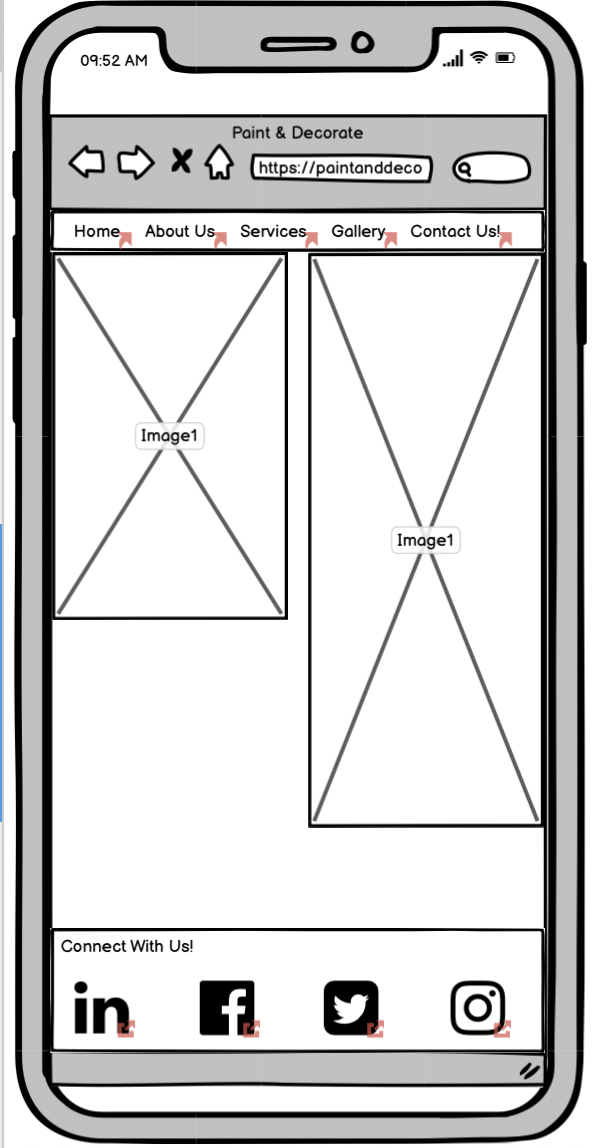 09:52 AM
Paint & Decorate
https://paintanddeco
Home About Us Services Gallery Contact Us!
Image1
Image1
Connect With Us!
in f